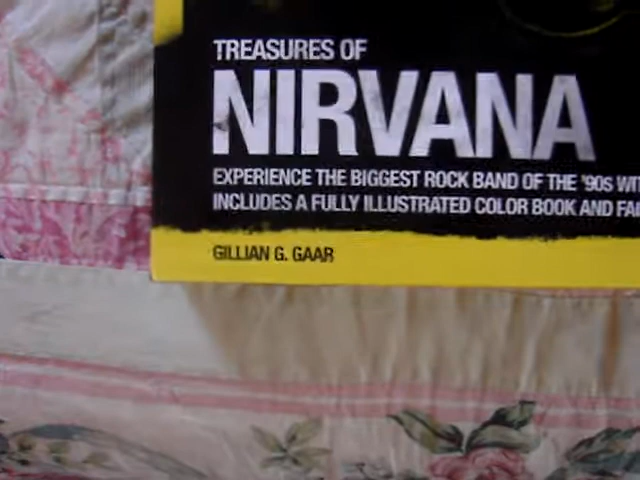 TREASURES OF
NIRVANA
EXPERIENCE THE BIGGEST ROCK BAND OF THE '90s
INCLUDES A FULLY ILLUSTRATED COLOR BOOK AND
GILLIAN G. GAAR